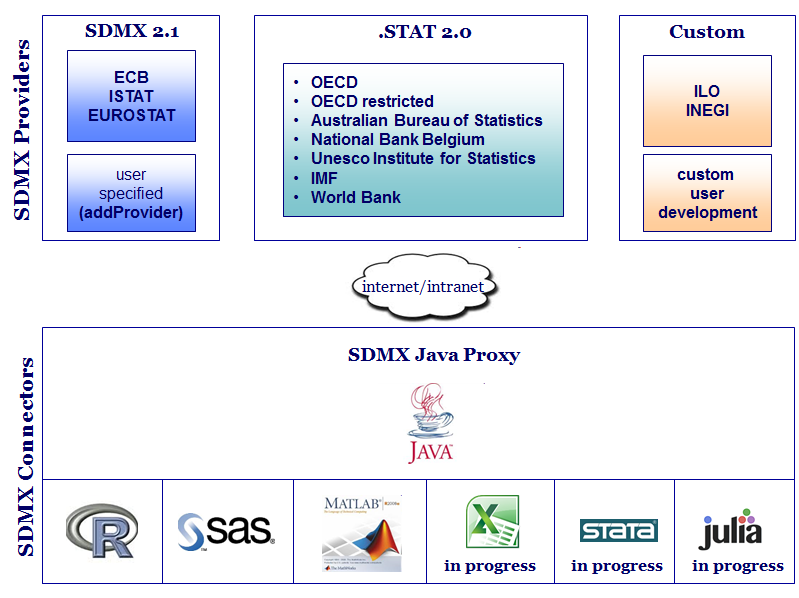 SDMX Providers
SDMX 2.1
ECB
ISTAT
EUROSTAT
user
specified
(addProvider)
.STAT 2.0
• OECD
• OECD restricted
• Australian Bureau of Statistics
• National Bank Belgium
• Unesco Institute for Statistics
• IMF
• World Bank
Custom
ILO
INEGI
custom
user
development
internet/intranet
SDMX Connectors
SDMX Java Proxy
JAVA
R
sas
MATLAB
in progress
STATA
in progress
julia
in progress